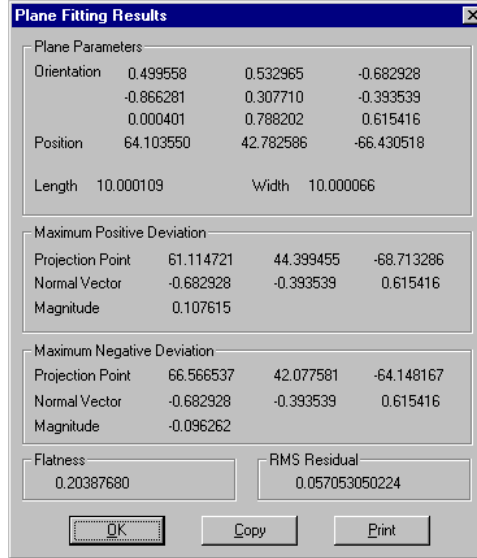 Plane Fitting Results
Plane Parameters
Orientation 0.499558 0.532965 -0.682928
-0.866281 0.307710 -0.393539
0.000401 0.788202 0.615416
Position 64.103550 42.782586 -66.430518
Length 10.000109 Width 10.000066
Maximum Positive Deviation
Projection Point 61.114721 44.399455 -68.713286
Normal Vector -0.682928 -0.393539 0.615416
Magnitude 0.107615
Maximum Negative Deviation
Projection Point 66.566537 42.077581 -64.148167
Normal Vector -0.682928 -0.393539 0.615416
Magnitude -0.096262
Flatness RMS Residual
0.20387680 0.057053050224
OK Copy Print